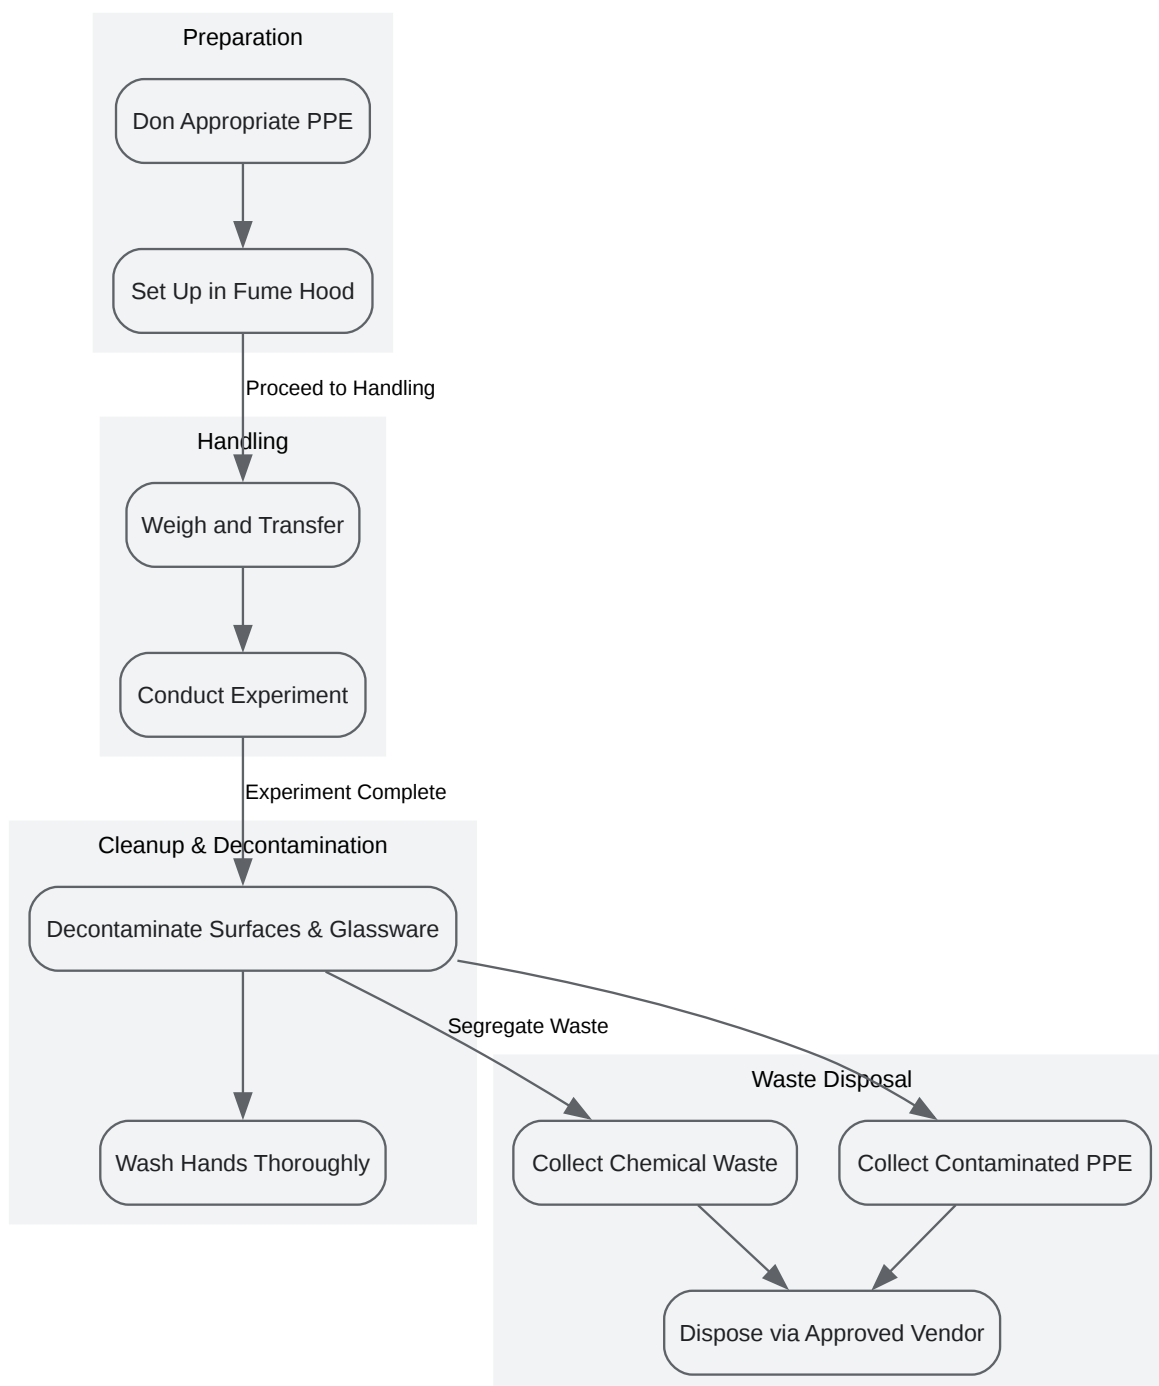 Preparation
Don Appropriate PPE
Set Up in Fume Hood
Proceed to Handling
Handling
Weigh and Transfer
Conduct Experiment
Experiment Complete
Cleanup & Decontamination
Decontaminate Surfaces & Glassware
Segregate Waste
Waste Disposal
Wash Hands Thoroughly
Collect Chemical Waste
Collect Contaminated PPE
Dispose via Approved Vendor